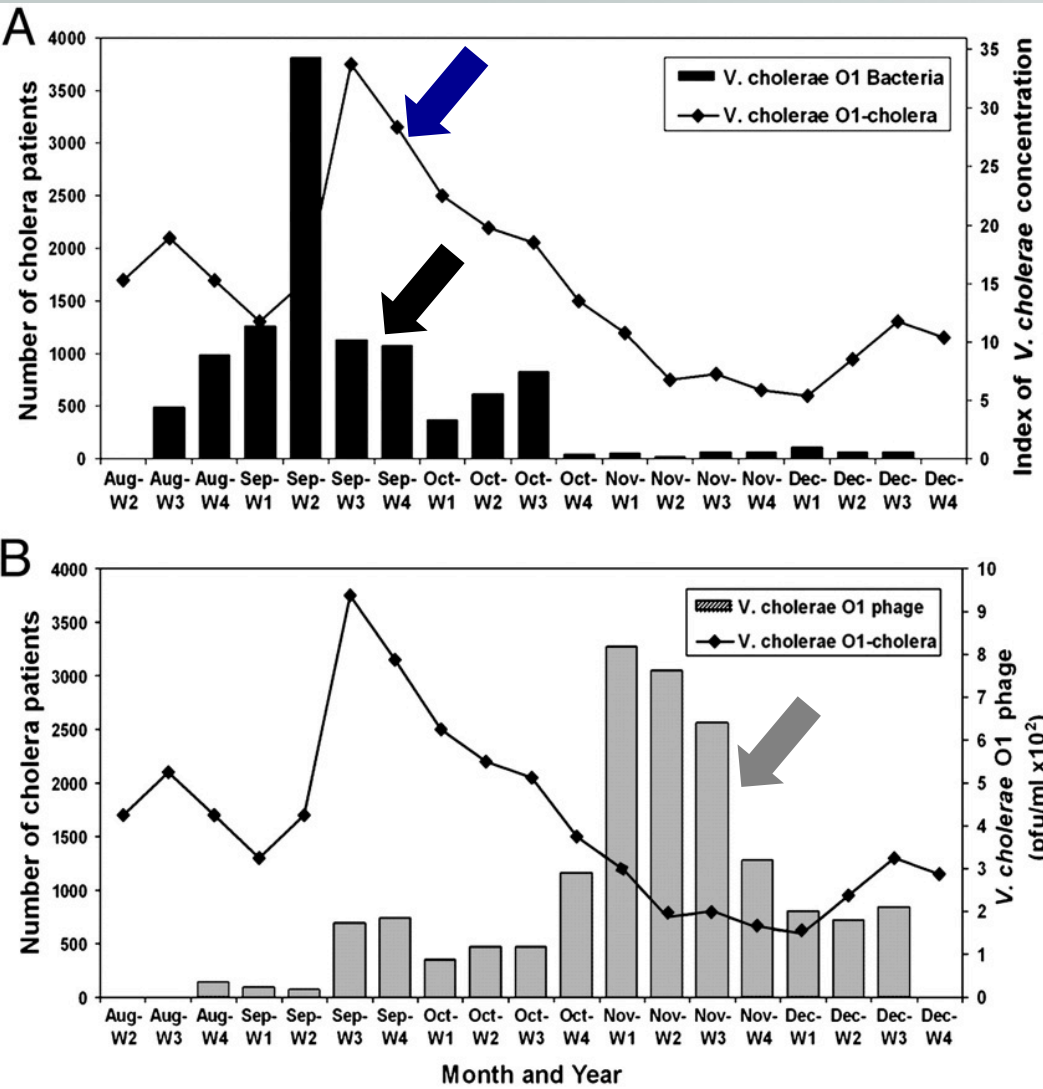 A
Number of cholera patients
4000
3500
3000
2500
2000
1500
1000
500
0
V. cholerae O1 Bacteria
V. cholerae O1-cholera
35
30
25
20
15
10
5
0
Index of V. cholerae concentration
Aug- Aug- Aug- Sep- Sep- Sep- Sep- Oct- Oct- Oct- Oct- Nov- Nov- Nov- Nov- Dec- Dec- Dec- Dec-
W2 W3 W4 W1 W2 W3 W4 W1 W2 W3 W4 W1 W2 W3 W4 W1 W2 W3 W4
B
Number of cholera patients
4000
3500
3000
2500
2000
1500
1000
500
0
V. cholerae O1 phage
V. cholerae O1-cholera
10
9
8
7
6
5
4
3
2
1
0
V. cholerae O1 phage
(pfu/ml x10²)
Aug- Aug- Aug- Sep- Sep- Sep- Sep- Oct- Oct- Oct- Oct- Nov- Nov- Nov- Nov- Dec- Dec- Dec- Dec-
W2 W3 W4 W1 W2 W3 W4 W1 W2 W3 W4 W1 W2 W3 W4 W1 W2 W3 W4
Month and Year